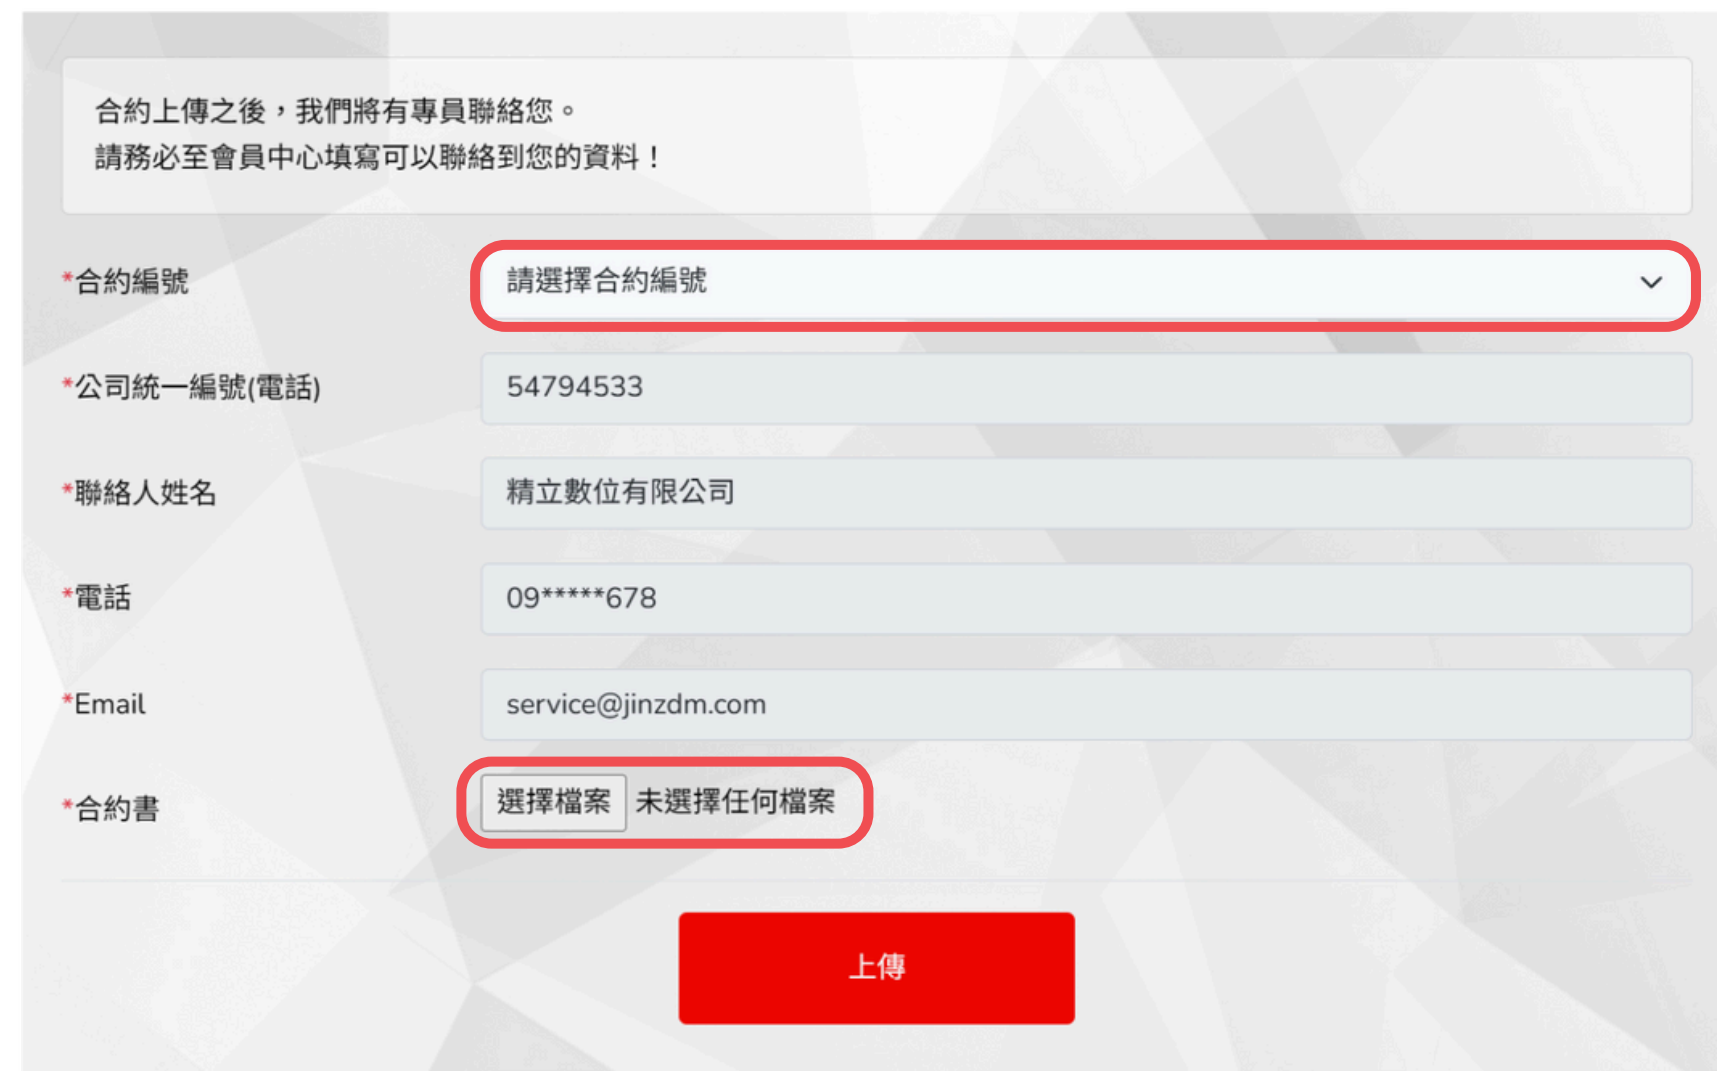 合約上傳之後，我們將有專員聯絡您。
請務必至會員中心填寫可以聯絡到您的資料！
*合約編號 請選擇合約編號
*公司統一編號(電話) 54794533
*聯絡人姓名 精立數位有限公司
*電話 09*****678
*Email service@jinzdm.com
*合約書 選擇檔案 未選擇任何檔案
上傳